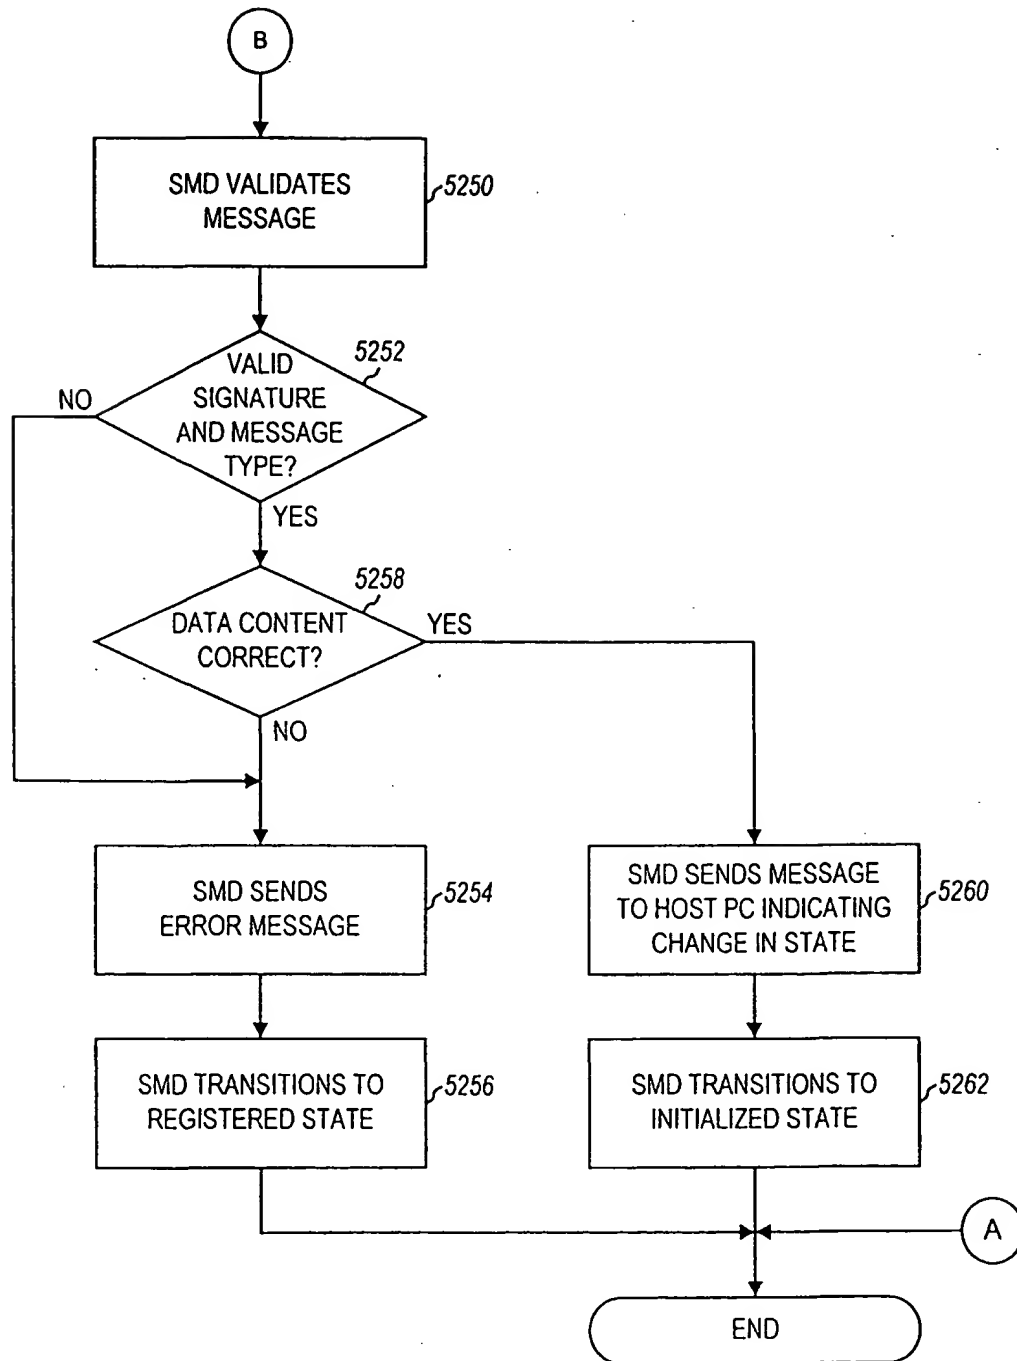 B
SMD VALIDATES
MESSAGE
5250
VALID
SIGNATURE
AND MESSAGE
TYPE?
5252
NO
YES
DATA CONTENT
CORRECT?
5258
YES
NO
SMD SENDS
ERROR MESSAGE
5254
SMD SENDS MESSAGE
TO HOST PC INDICATING
CHANGE IN STATE
5260
SMD TRANSITIONS TO
REGISTERED STATE
5256
SMD TRANSITIONS TO
INITIALIZED STATE
5262
A
END